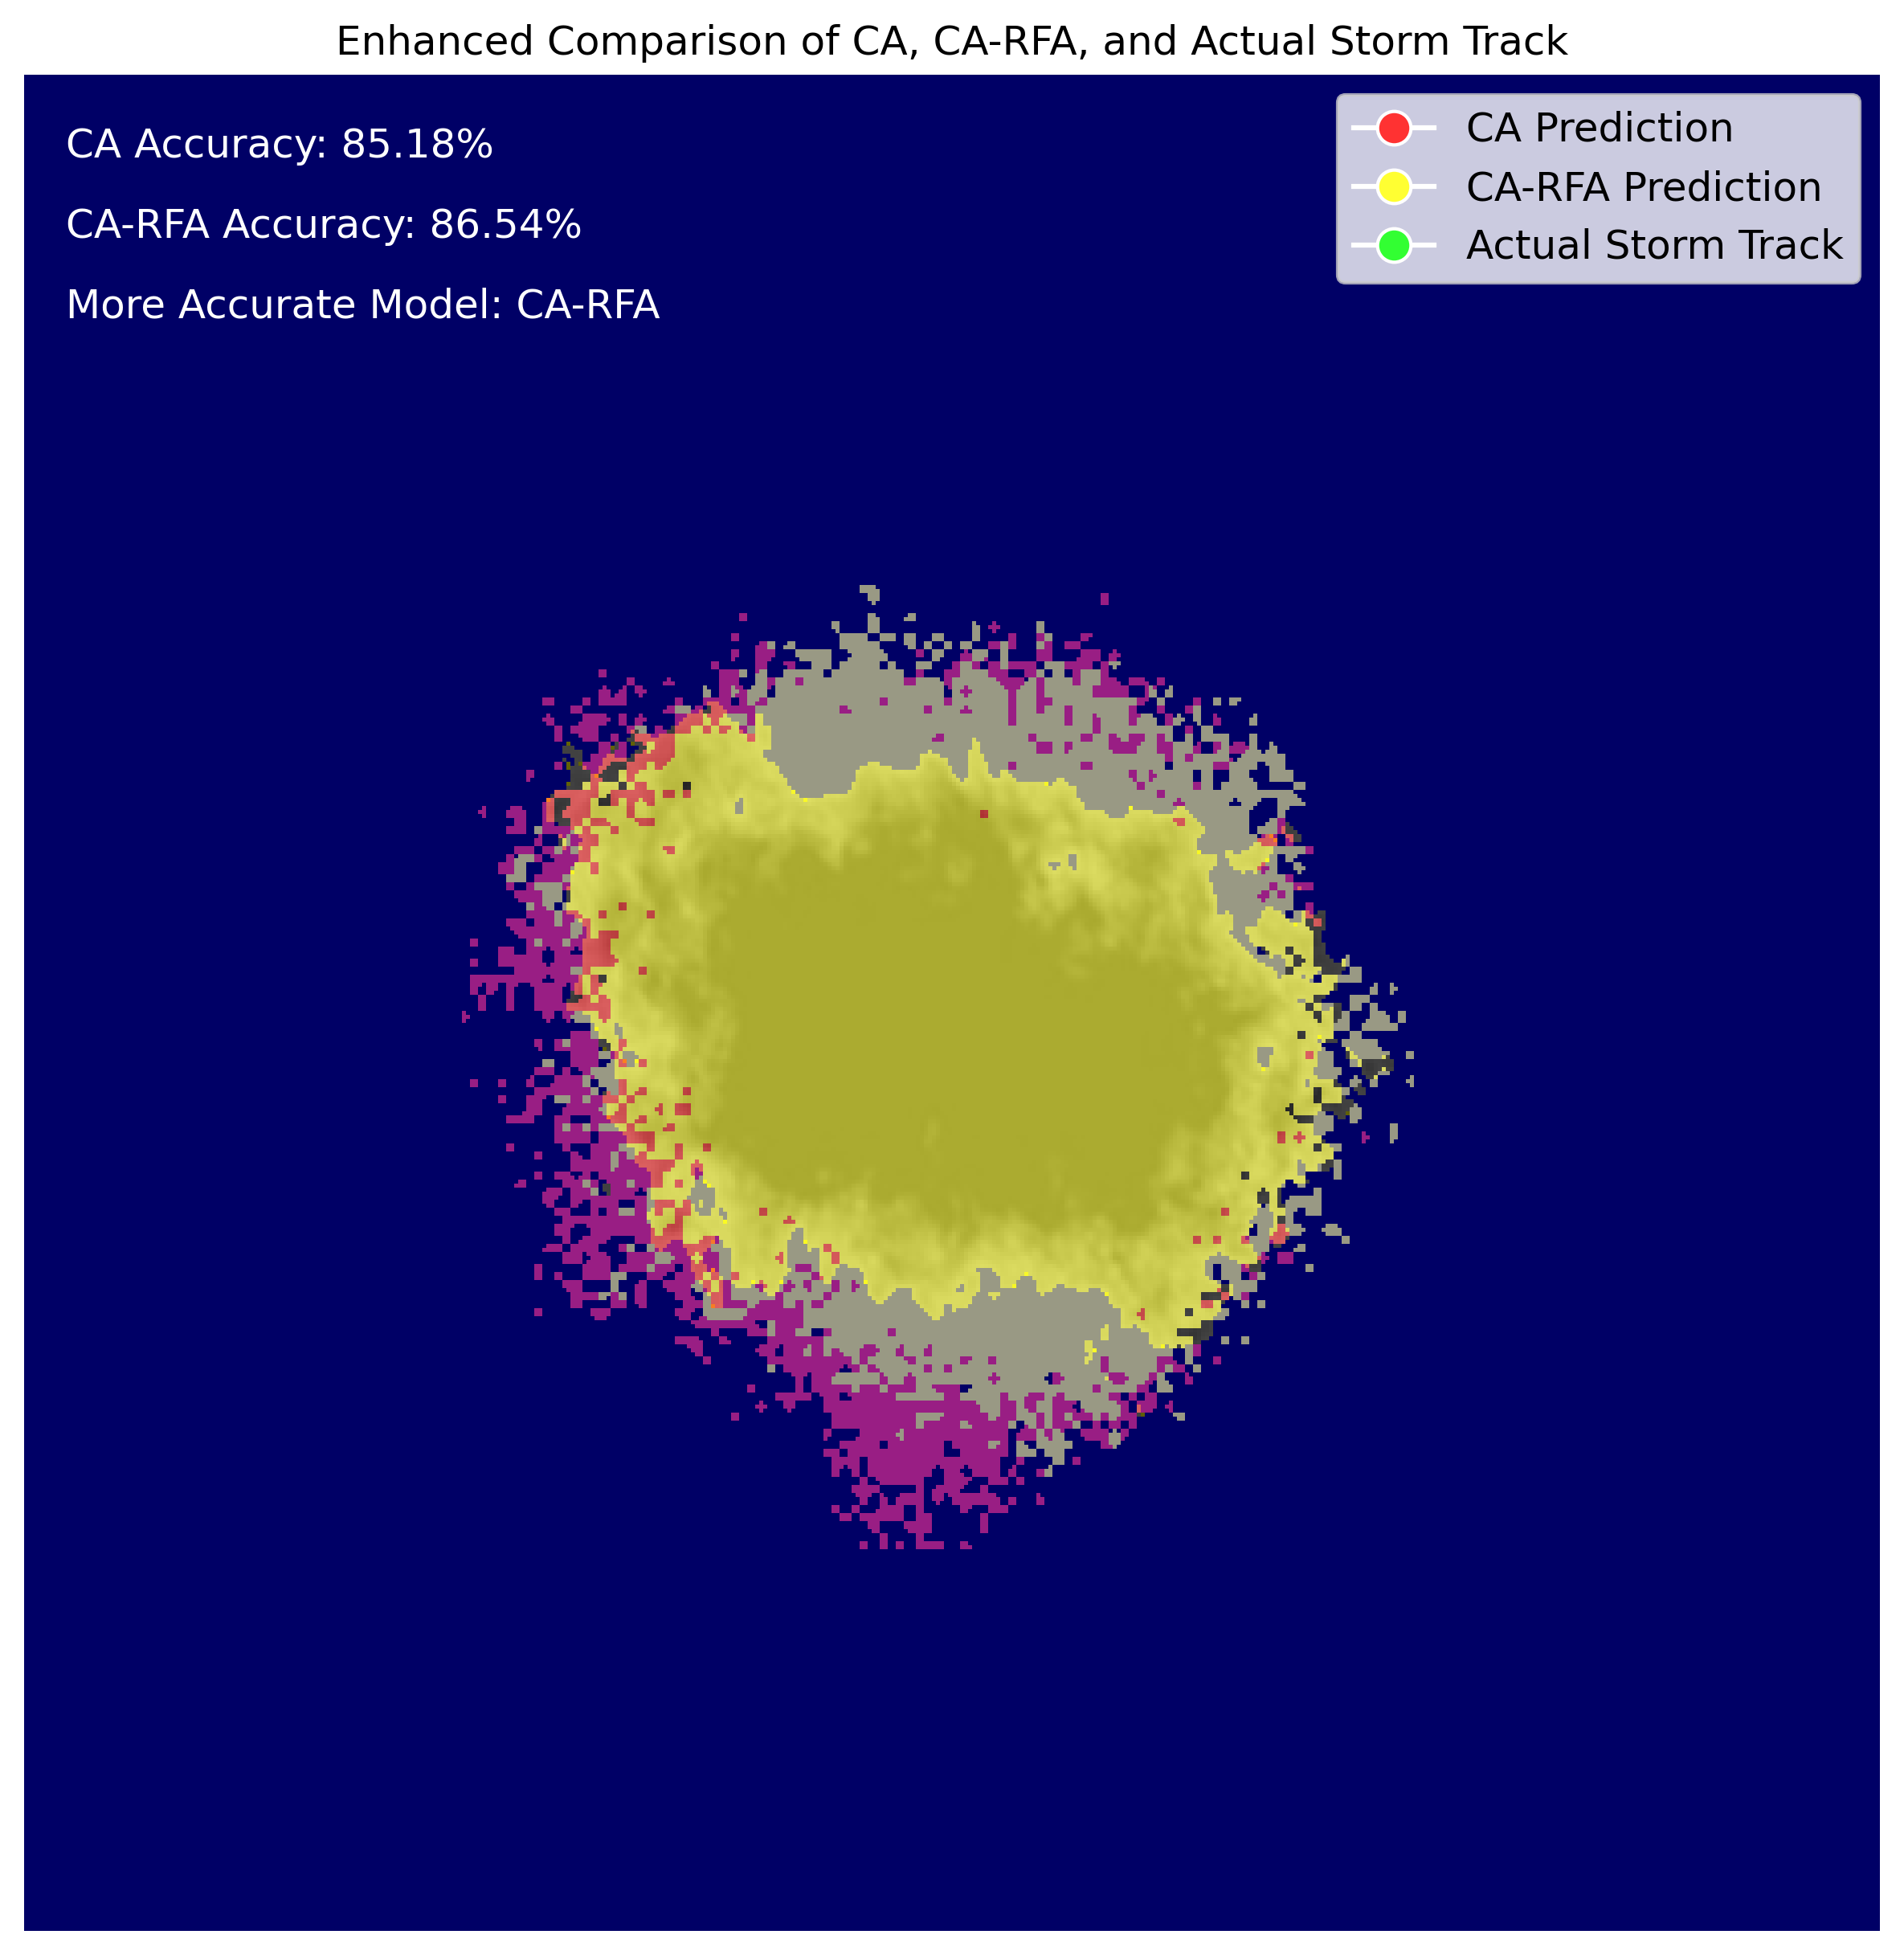 Enhanced Comparison of CA, CA-RFA, and Actual Storm Track
CA Accuracy: 85.18%
CA-RFA Accuracy: 86.54%
More Accurate Model: CA-RFA
CA Prediction
CA-RFA Prediction
Actual Storm Track